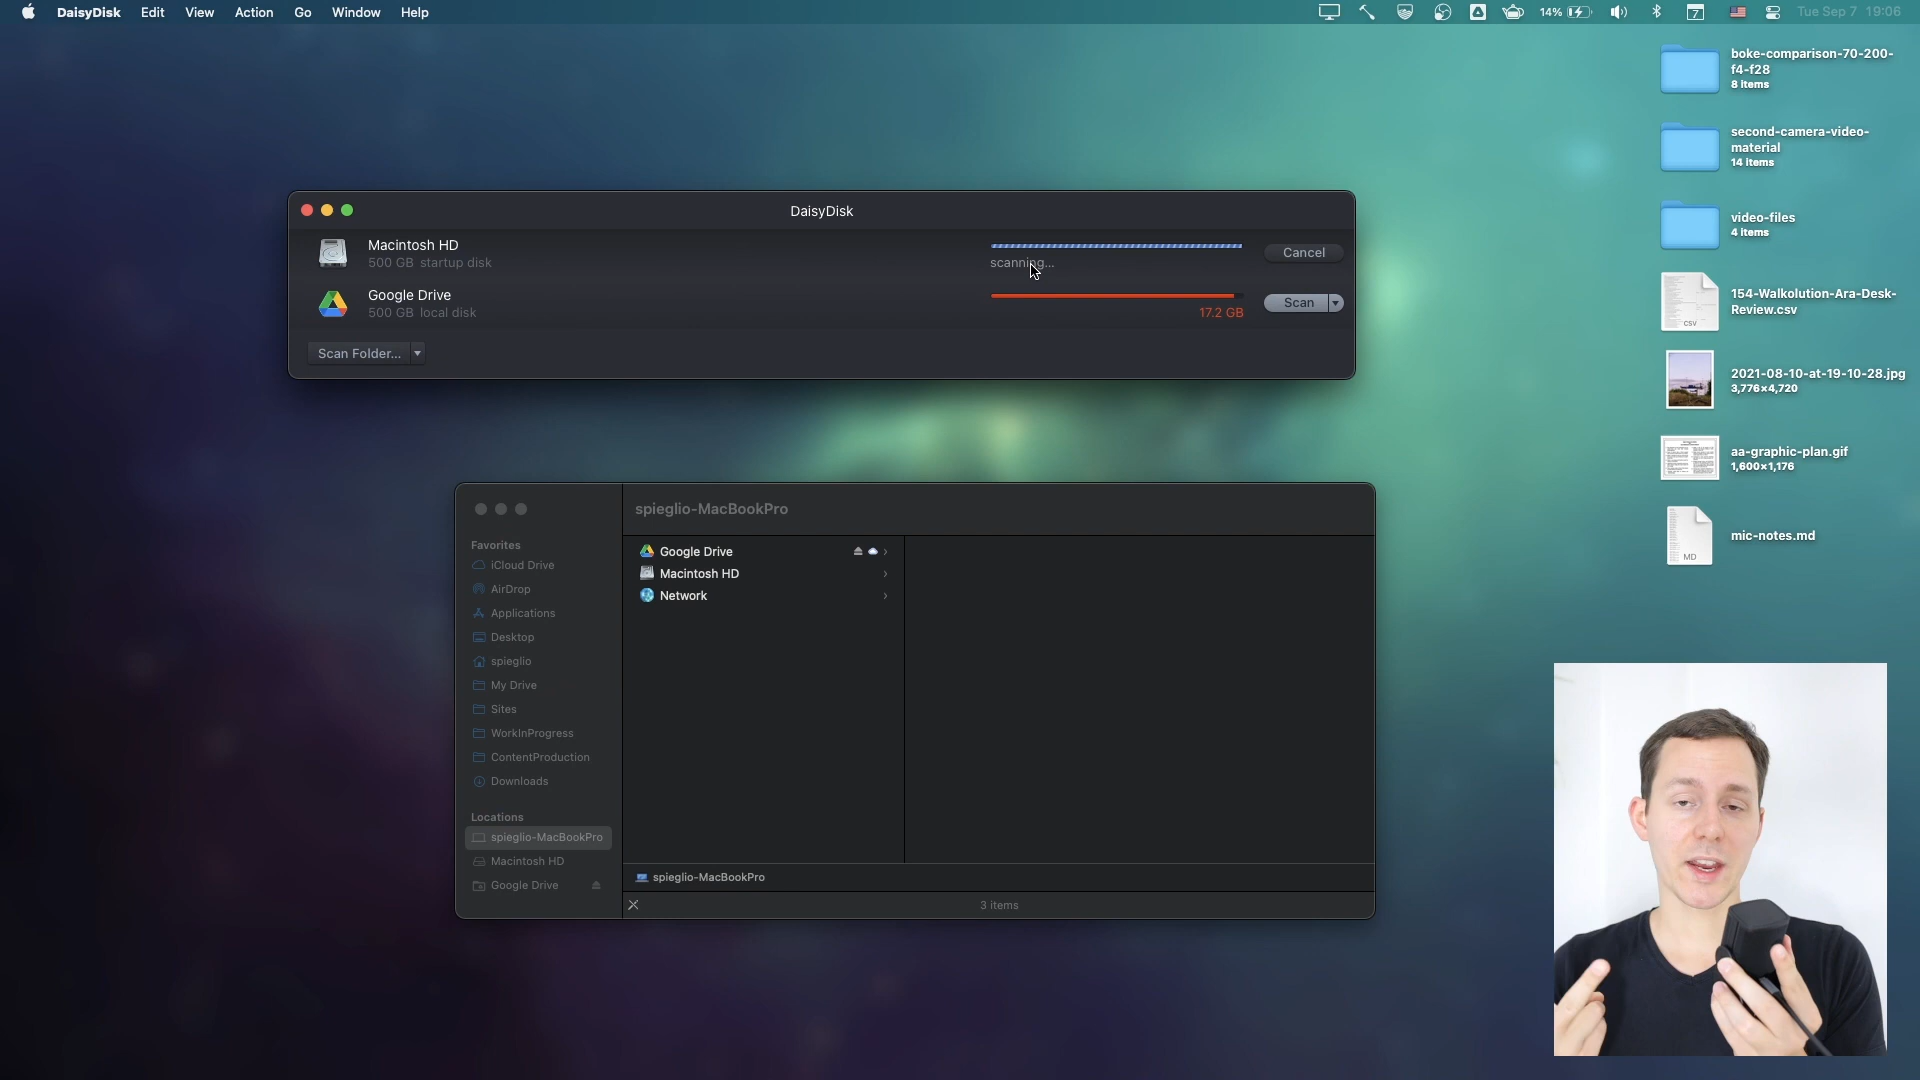 DaisyDisk Edit View Action Go Window Help
14%
7
Tue Sep 7 19:06
boke-comparison-70-200-
f4-f28
8 items
second-camera-video-
material
14 items
video-files
4 items
154-Walkolution-Ara-Desk-
Review.csv
CSV
2021-08-10-at-19-10-28.jpg
3,776×4,720
aa-graphic-plan.gif
1,600×1,176
mic-notes.md
MD
DaisyDisk
Macintosh HD
500 GB startup disk
scanning...
Cancel
Google Drive
500 GB local disk
17.2 GB
Scan
Scan Folder...
spieglio-MacBookPro
Favorites
iCloud Drive
AirDrop
Applications
Desktop
spieglio
My Drive
Sites
WorkInProgress
ContentProduction
Downloads
Locations
spieglio-MacBookPro
Macintosh HD
Google Drive
Google Drive
Macintosh HD
Network
spieglio-MacBookPro
3 items